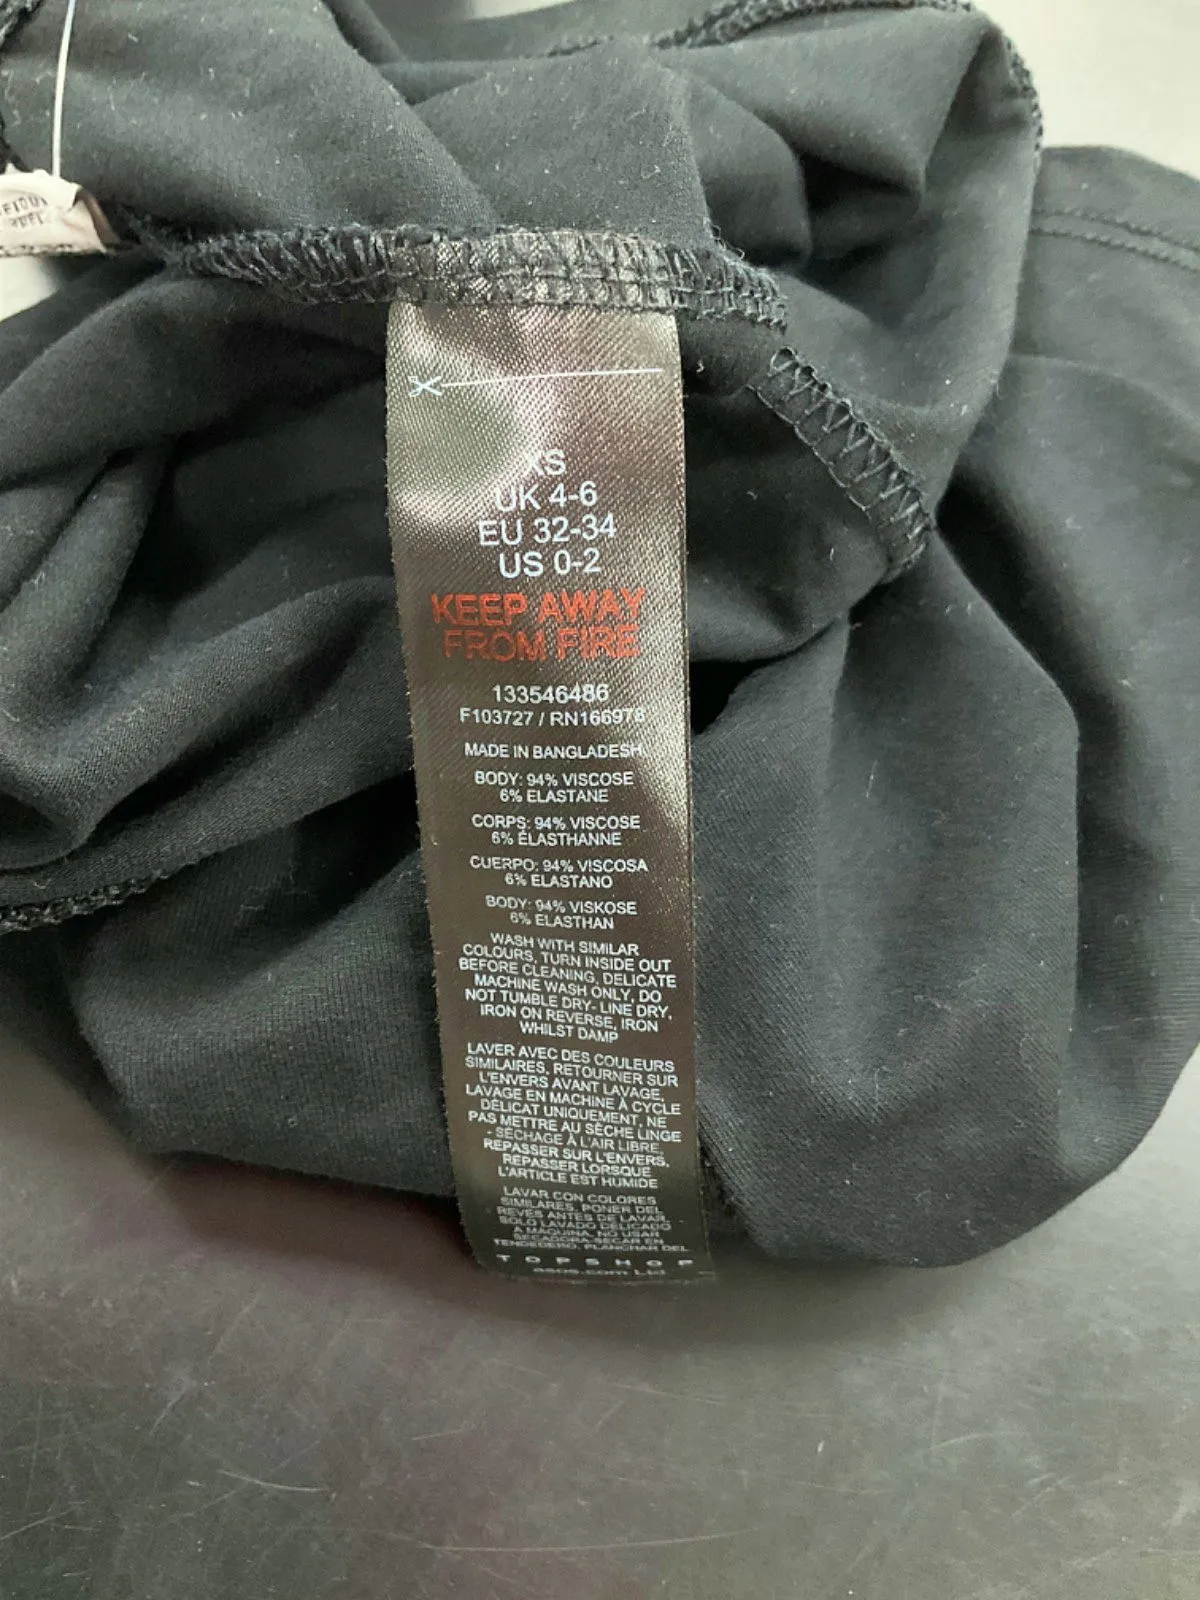 XS
UK 4-6
EU 32-34
US 0-2
KEEP AWAY
FROM FIRE
133546486
F103727 / RN166978
MADE IN BANGLADESH
BODY: 94% VISCOSE
6% ELASTANE
CORPS: 94% VISCOSE
6% ÉLASTHANNE
CUERPO: 94% VISCOSA
6% ELASTANO
BODY: 94% VISKOSE
6% ELASTHAN
WASH WITH SIMILAR
COLOURS, TURN INSIDE OUT
BEFORE CLEANING, DELICATE
MACHINE WASH ONLY, DO
NOT TUMBLE DRY- LINE DRY,
IRON ON REVERSE, IRON
WHILST DAMP
LAVER AVEC DES COULEURS
SIMILAIRES, RETOURNER SUR
L'ENVERS AVANT LAVAGE,
LAVAGE EN MACHINE À CYCLE
DÉLICAT UNIQUEMENT, NE
PAS METTRE AU SÈCHE LINGE
- SÉCHAGE À L'AIR LIBRE,
REPASSER SUR L'ENVERS,
REPASSER LORSQUE
L'ARTICLE EST HUMIDE
LAVAR CON COLORES
SIMILARES, PONER DEL
REVÉS ANTES DE LAVAR,
SOLO LAVADO DELICADO
A MÁQUINA, NO USAR
SECADORA-SECAR EN
TENDEDERO, PLANCHAR DEL
TOPSHOP
asos.com Ltd